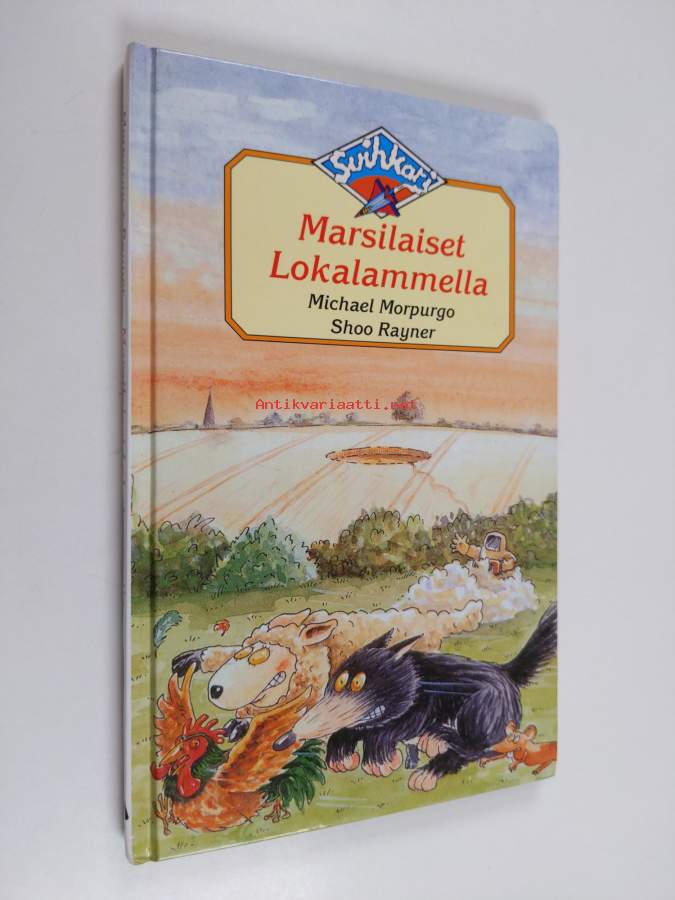 Suihkari
Marsilaiset
Lokalammella
Michael Morpurgo
Shoo Rayner
Antikvariaatti.net